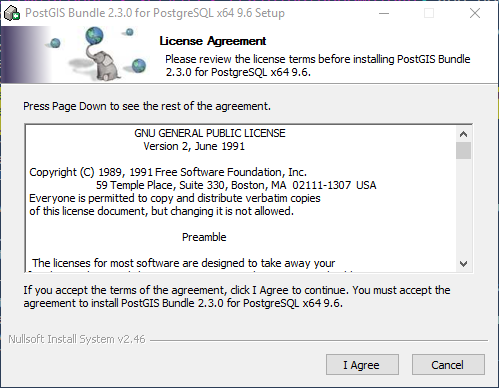 PostGIS Bundle 2.3.0 for PostgreSQL x64 9.6 Setup
License Agreement
Please review the license terms before installing PostGIS Bundle
2.3.0 for PostgreSQL x64 9.6.
Press Page Down to see the rest of the agreement.
GNU GENERAL PUBLIC LICENSE
Version 2, June 1991
Copyright (C) 1989, 1991 Free Software Foundation, Inc.
59 Temple Place, Suite 330, Boston, MA  02111-1307  USA
Everyone is permitted to copy and distribute verbatim copies
of this license document, but changing it is not allowed.
Preamble
The licenses for most software are designed to take away your
If you accept the terms of the agreement, click I Agree to continue. You must accept the
agreement to install PostGIS Bundle 2.3.0 for PostgreSQL x64 9.6.
Nullsoft Install System v2.46
I Agree
Cancel